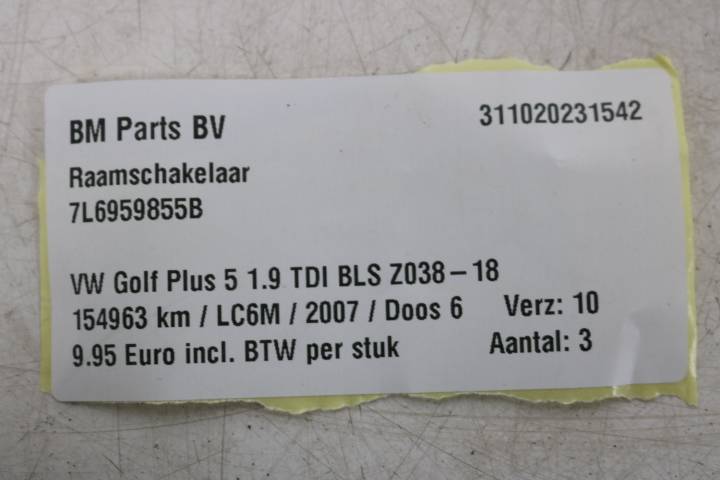 BM Parts BV 311020231542
Raamschakelaar
7L6959855B
VW Golf Plus 5 1.9 TDI BLS Z038-18
154963 km / LC6M / 2007 / Doos 6 Verz: 10
9.95 Euro incl. BTW per stuk Aantal: 3